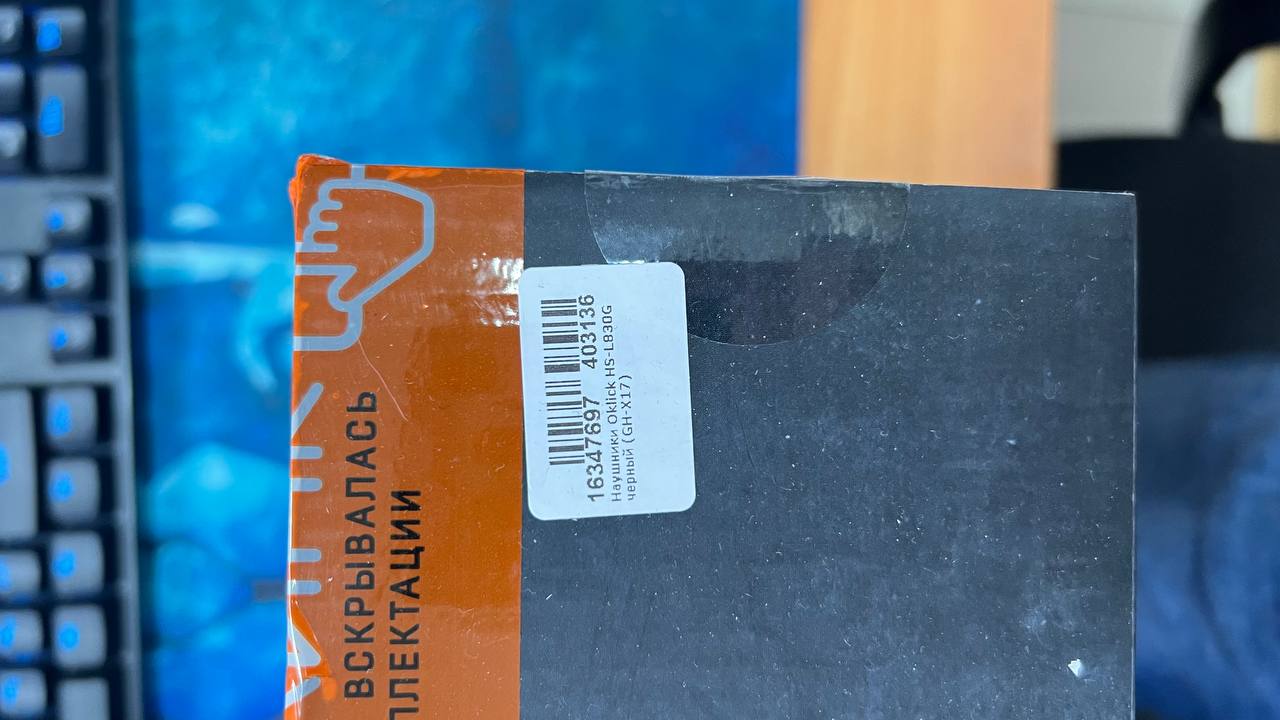 ВСКРЫВАЛАСЬ
ПЛЕКТАЦИИ
16347697 403136
Наушники Oklick HS-L830G
черный (GH-X17)